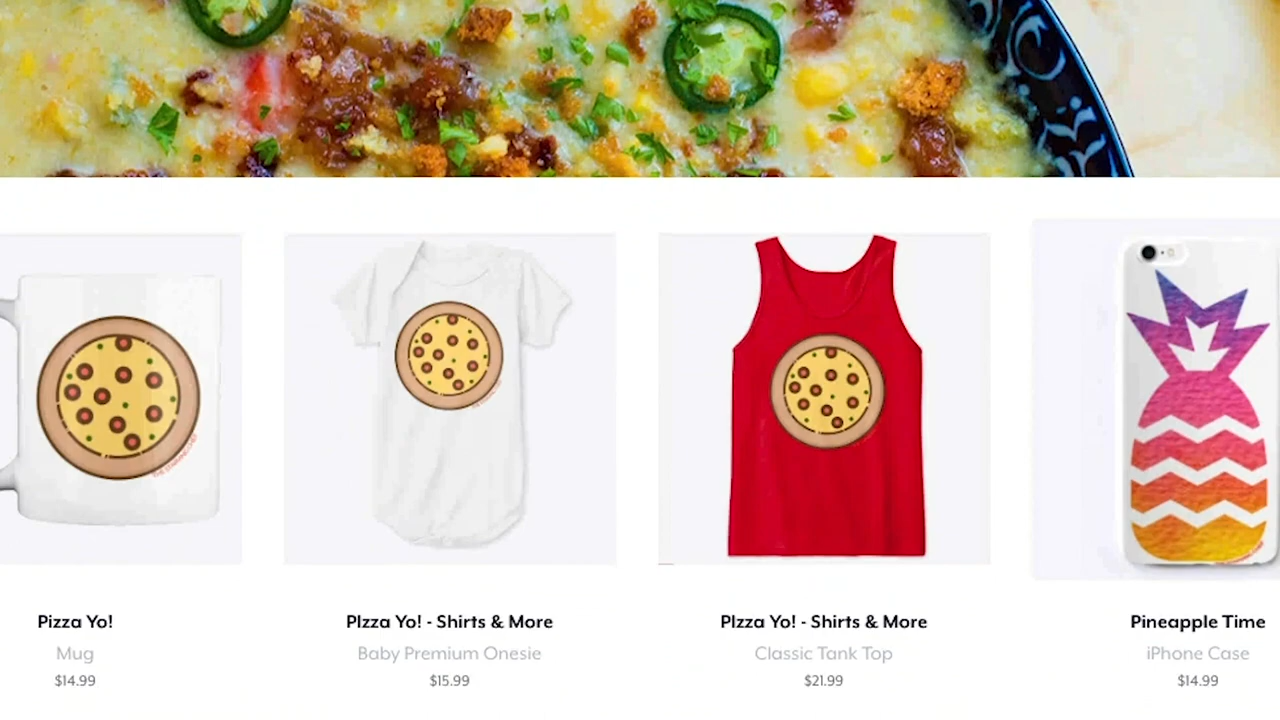 Pizza Yo!
Mug
$14.99
PIzza Yo! - Shirts & More
Baby Premium Onesie
$15.99
PIzza Yo! - Shirts & More
Classic Tank Top
$21.99
Pineapple Time
iPhone Case
$14.99